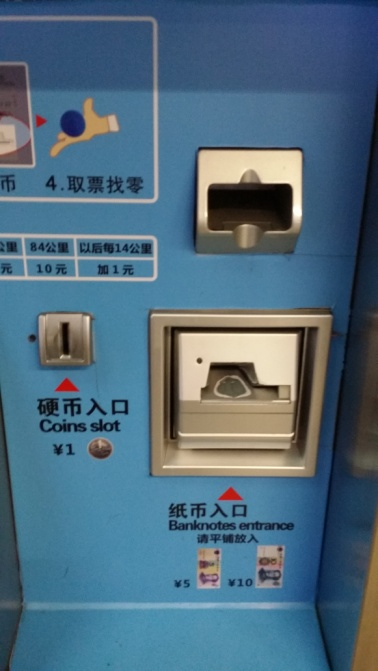 币 4.取票找零
公里 84公里 以后每14公里
元 10元 加1元
硬币入口
Coins slot
¥1
纸币入口
Banknotes entrance
请平铺放入
¥5 ¥10